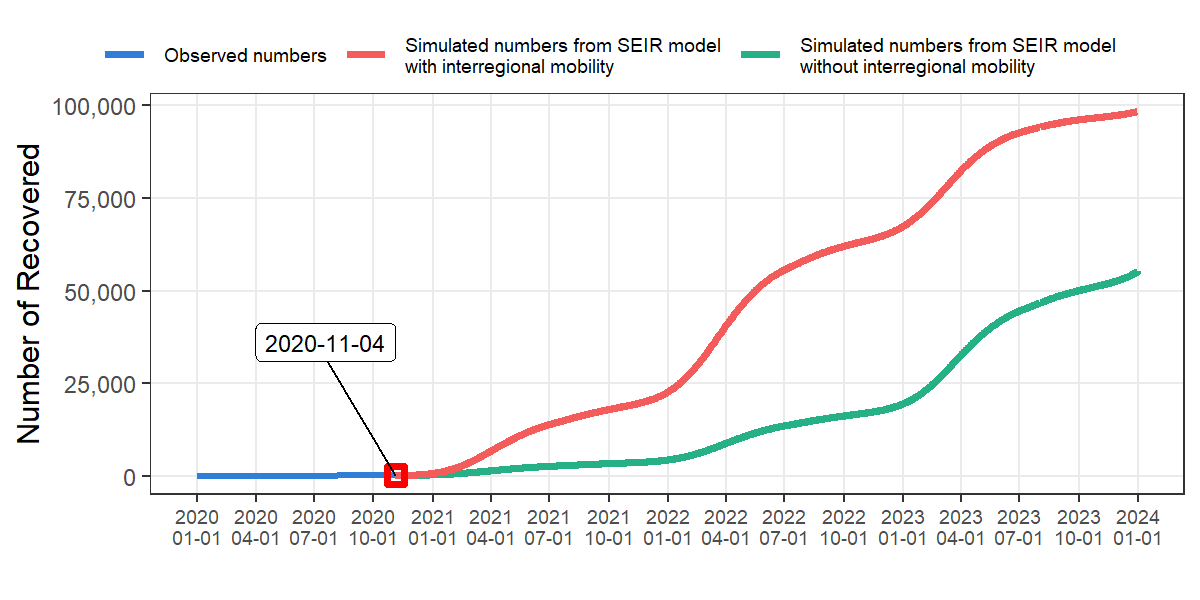 Observed numbers
Simulated numbers from SEIR model
with interregional mobility
Simulated numbers from SEIR model
without interregional mobility
Number of Recovered
100,000
75,000
50,000
25,000
0
2020-11-04
2020 2020 2020 2020 2021 2021 2021 2021 2022 2022 2022 2022 2023 2023 2023 2023 2024
01-01 04-01 07-01 10-01 01-01 04-01 07-01 10-01 01-01 04-01 07-01 10-01 01-01 04-01 07-01 10-01 01-01